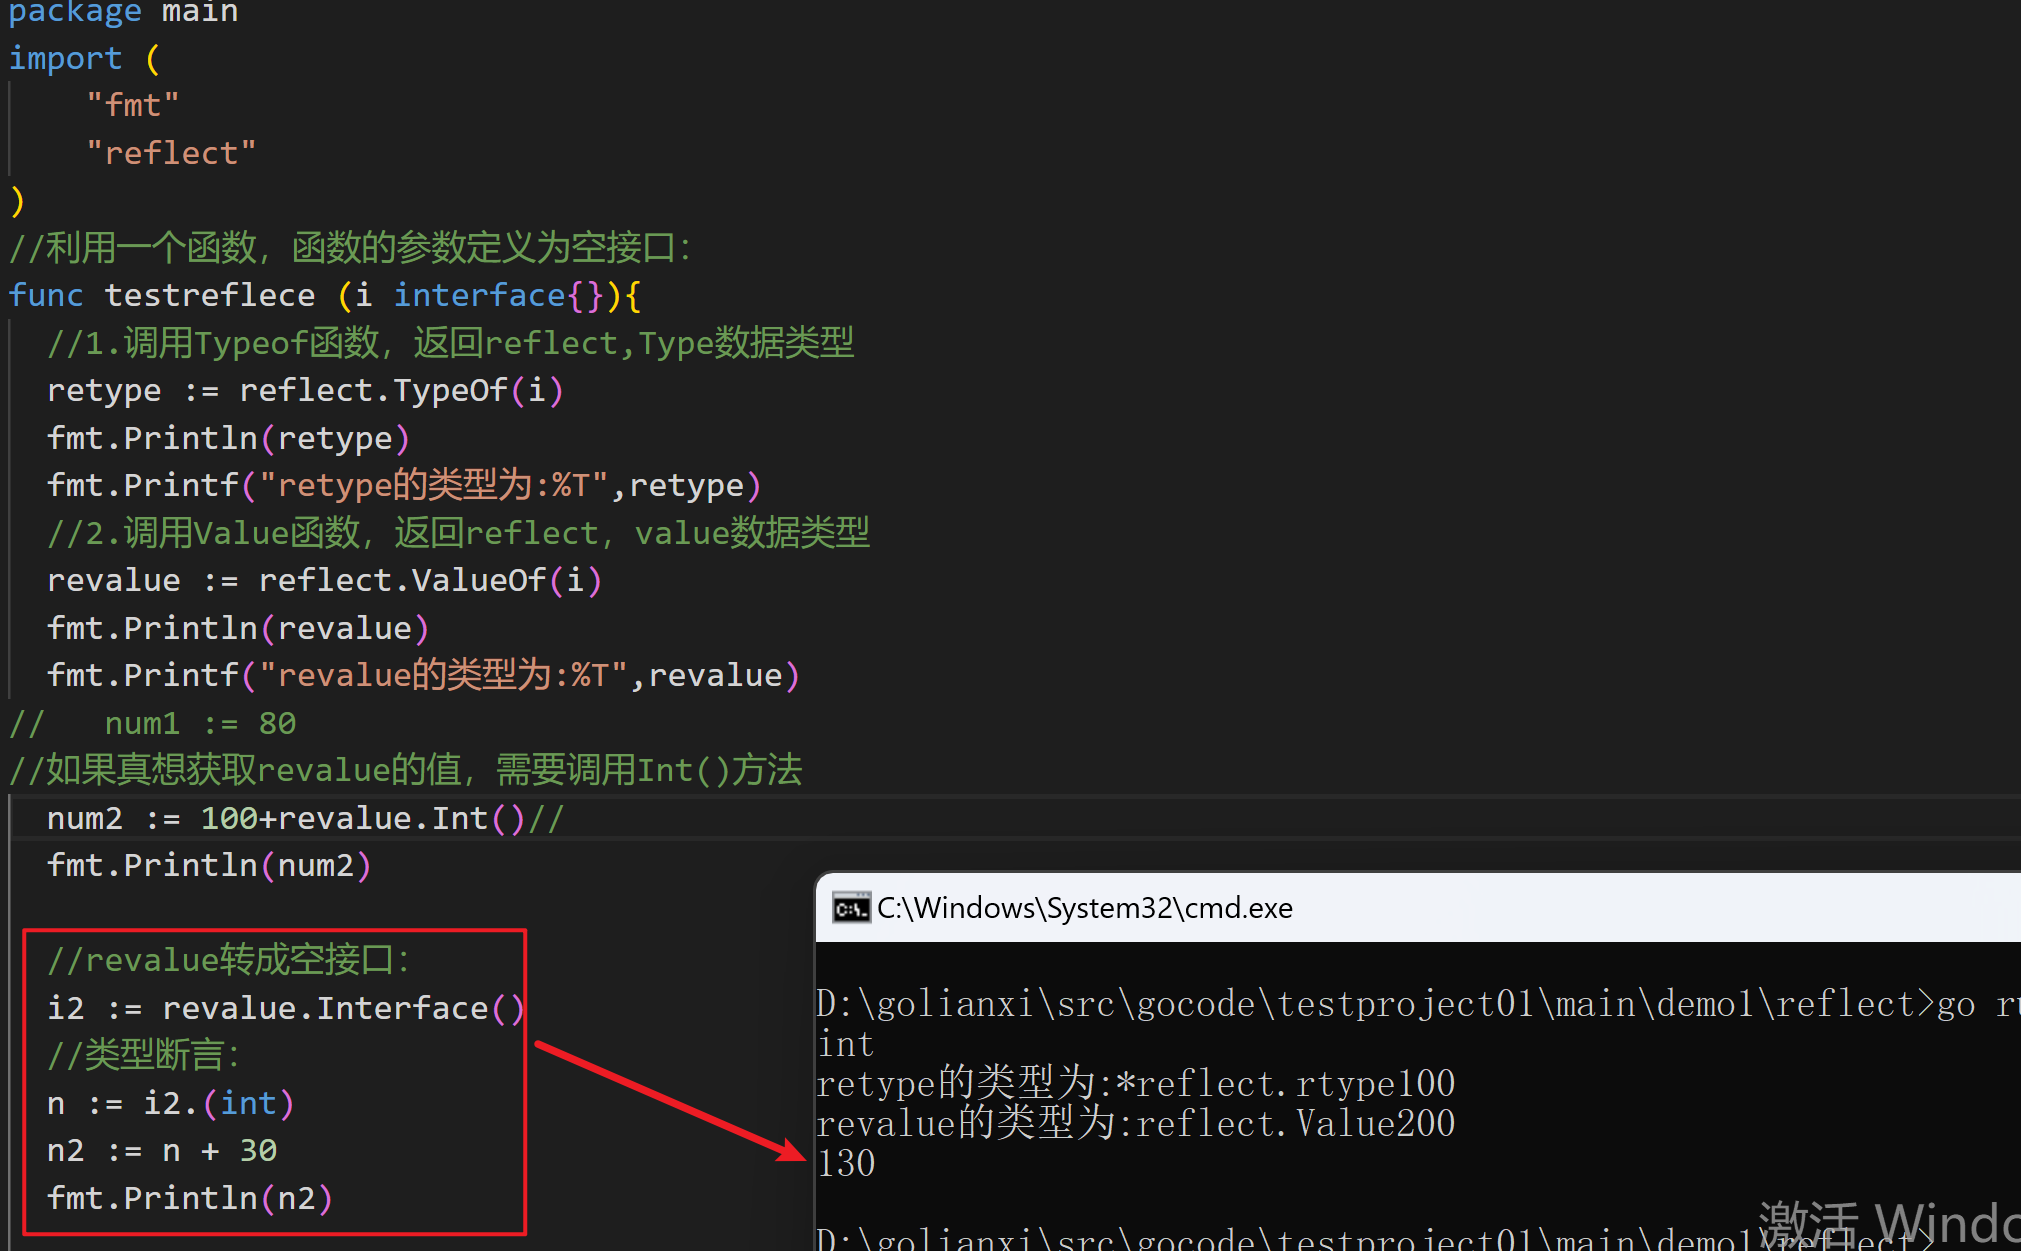 package main
import (
"fmt"
"reflect"
)
//利用一个函数，函数的参数定义为空接口：
func testreflece (i interface{}){
//1.调用Typeof函数，返回reflect,Type数据类型
retype := reflect.TypeOf(i)
fmt.Println(retype)
fmt.Printf("retype的类型为:%T",retype)
//2.调用Value函数，返回reflect，value数据类型
revalue := reflect.ValueOf(i)
fmt.Println(revalue)
fmt.Printf("revalue的类型为:%T",revalue)
//   num1 := 80
//如果真想获取revalue的值，需要调用Int()方法
num2 := 100+revalue.Int()//
fmt.Println(num2)
//revalue转成空接口：
i2 := revalue.Interface()
//类型断言：
n := i2.(int)
n2 := n + 30
fmt.Println(n2)
C:\Windows\System32\cmd.exe
D:\golianxi\src\gocode\testproject01\main\demo1\reflect>go ru
int
retype的类型为:*reflect.rtype100
revalue的类型为:reflect.Value200
130
D:\golianxi\src\gocode\testproject01\main\demo1\reflect>
激活 Windo